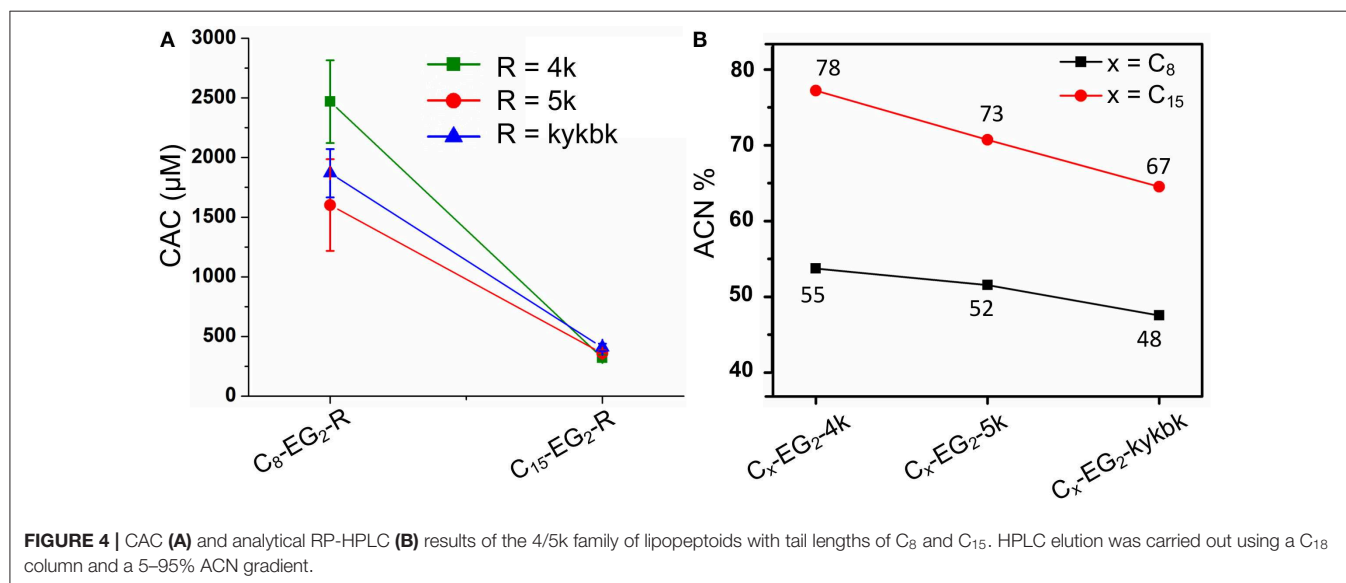 A
3000
2500
2000
1500
1000
500
0
CAC (μM)
R = 4k
R = 5k
R = kykbk
C₈-EG₂-R
C₁₅-EG₂-R
B
80
70
60
50
40
ACN %
x = C₈
x = C₁₅
78
73
67
55
52
48
Cₓ-EG₂-4k
Cₓ-EG₂-5k
Cₓ-EG₂-kykbk
FIGURE 4 | CAC (A) and analytical RP-HPLC (B) results of the 4/5k family of lipopeptoids with tail lengths of C₈ and C₁₅. HPLC elution was carried out using a C₁₈
column and a 5–95% ACN gradient.